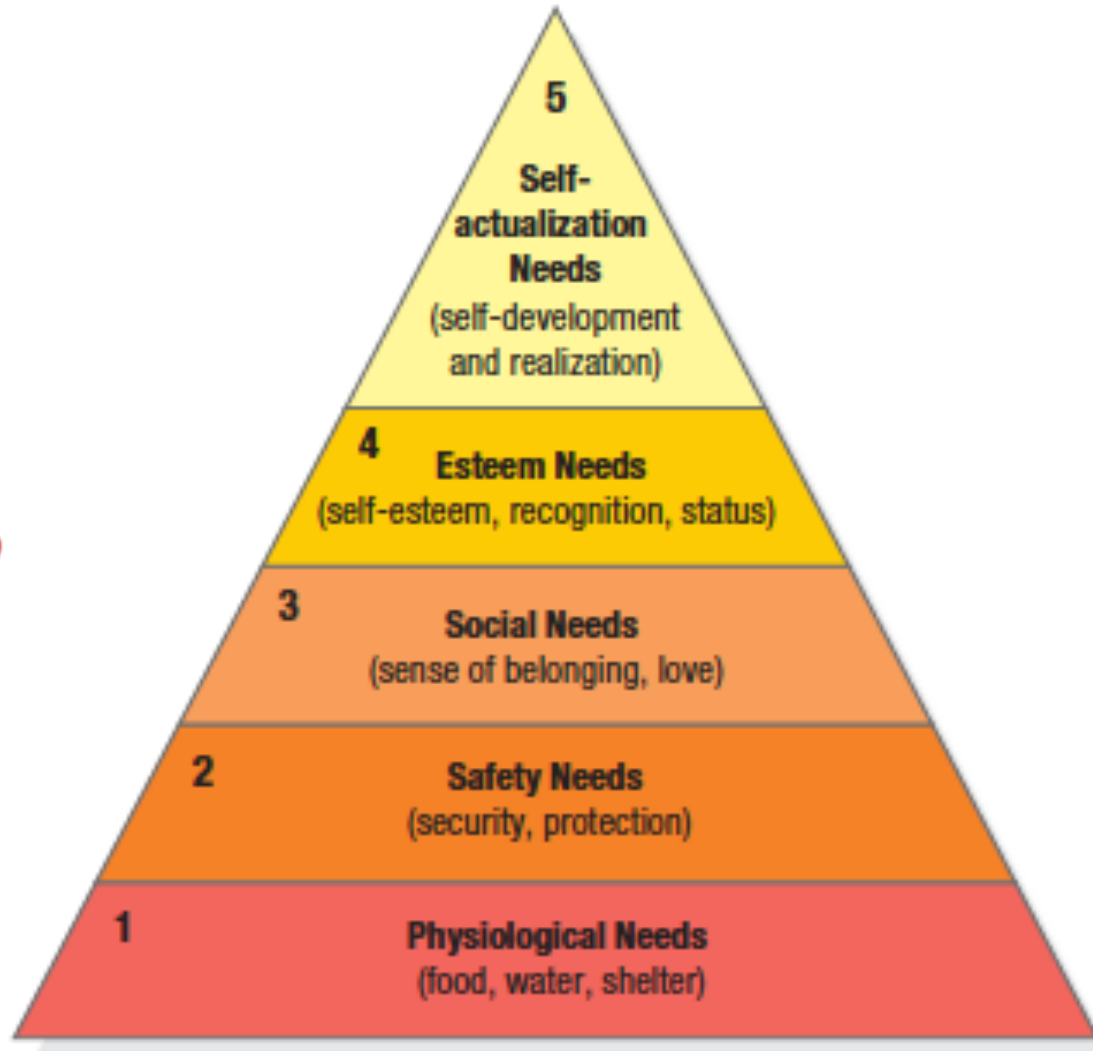 5
Self-
actualization
Needs
(self-development
and realization)
4
Esteem Needs
(self-esteem, recognition, status)
3
Social Needs
(sense of belonging, love)
2
Safety Needs
(security, protection)
1
Physiological Needs
(food, water, shelter)